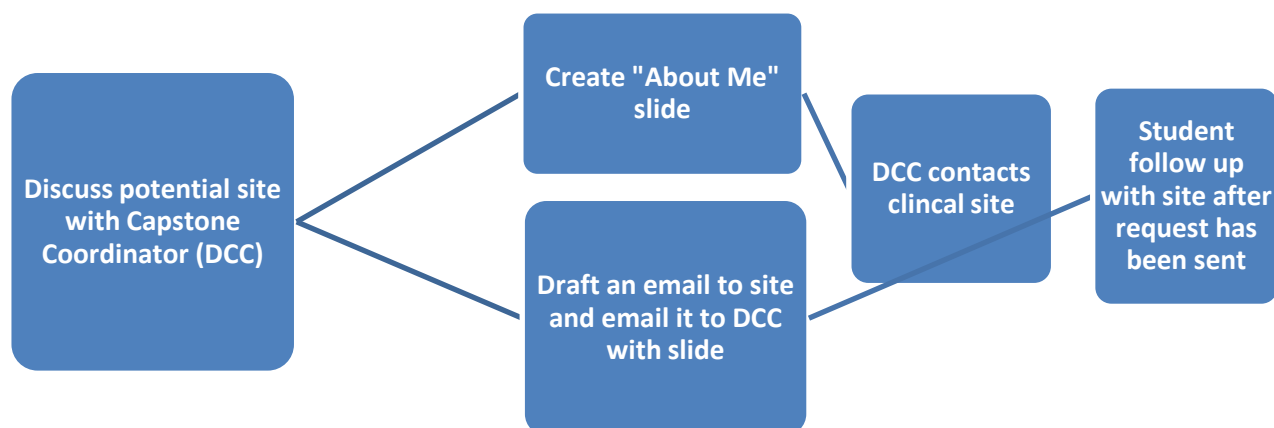 Discuss potential site
with Capstone
Coordinator (DCC)
Create "About Me"
slide
Draft an email to site
and email it to DCC
with slide
DCC contacts
clincal site
Student
follow up
with site after
request has
been sent